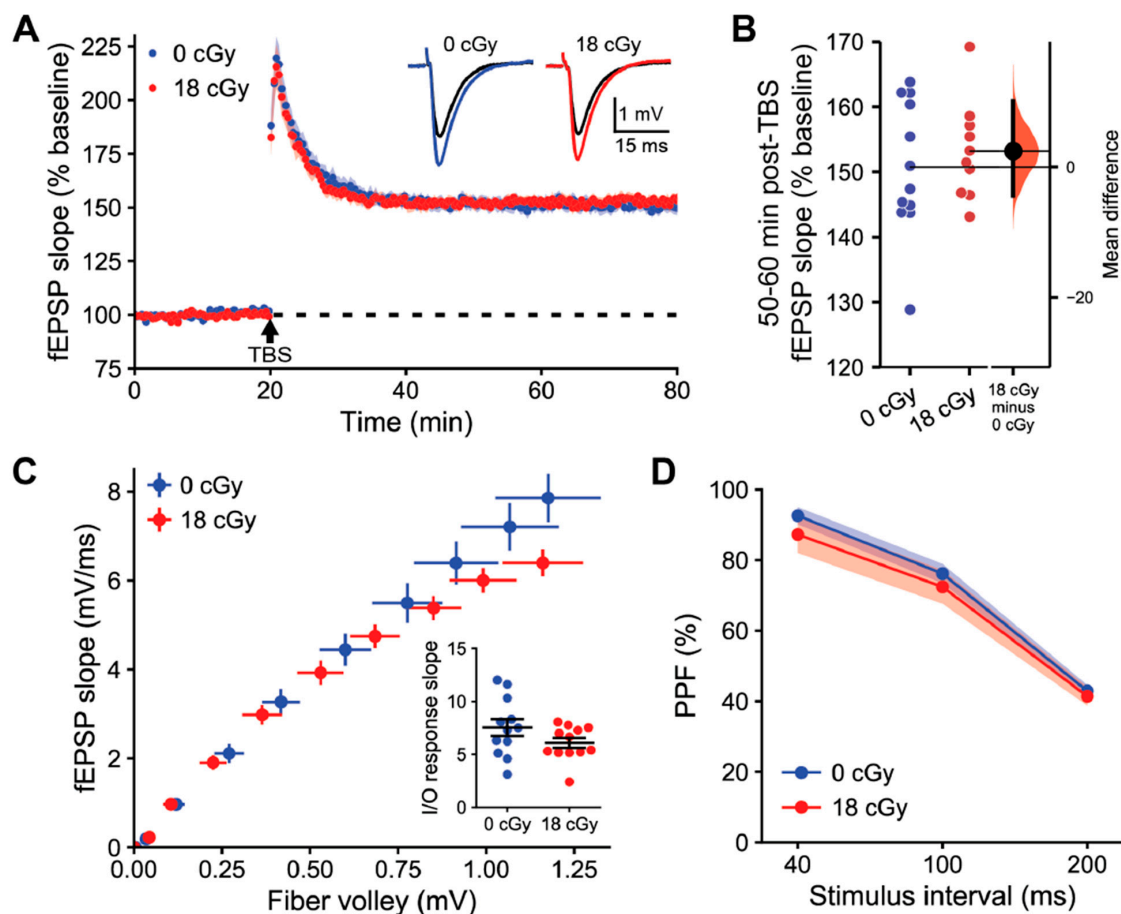 A
fEPSP slope (% baseline)
225
200
175
150
125
100
75
0 cGy
18 cGy
0 cGy
18 cGy
1 mV
15 ms
TBS
0
20
40
60
80
Time (min)
B
50-60 min post-TBS
fEPSP slope (% baseline)
170
160
150
140
130
120
0
−20
Mean difference
0 cGy
18 cGy
18 cGy
minus
0 cGy
C
fEPSP slope (mV/ms)
8
6
4
2
0
0 cGy
18 cGy
I/O response slope
15
10
5
0
0 cGy
18 cGy
0.00
0.25
0.50
0.75
1.00
1.25
Fiber volley (mV)
D
PPF (%)
100
80
60
40
20
0
0 cGy
18 cGy
40
100
200
Stimulus interval (ms)